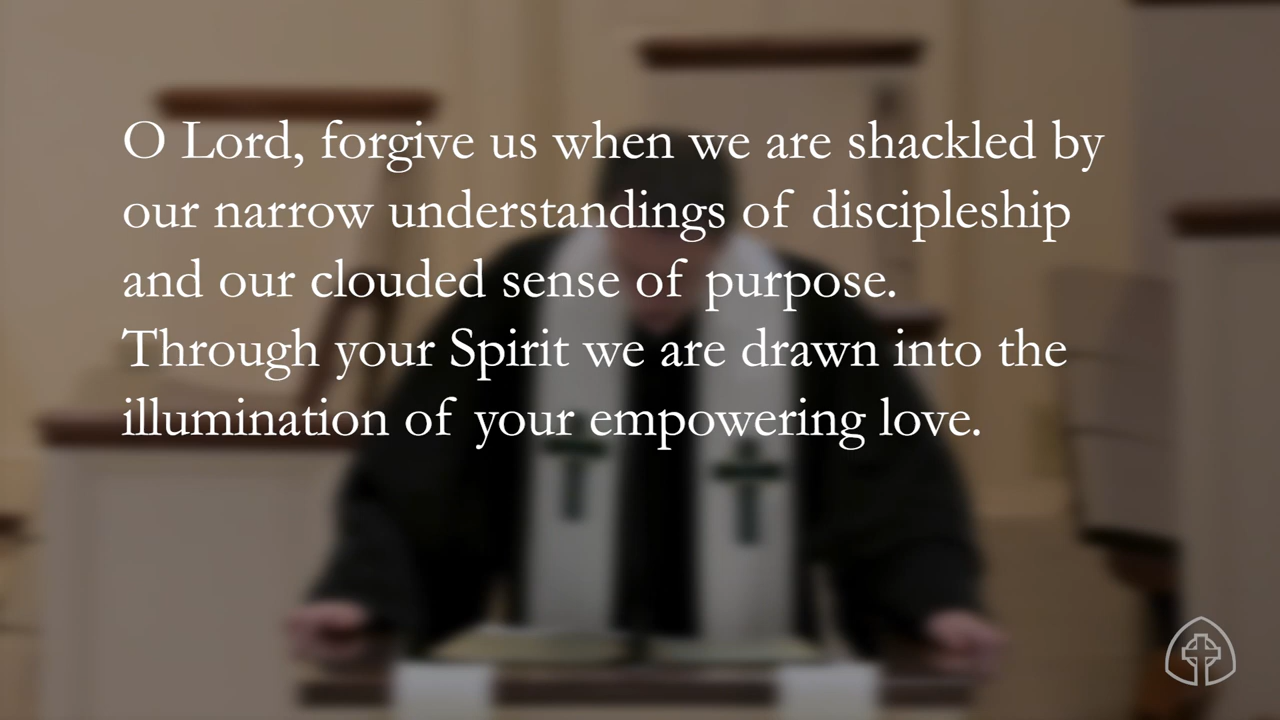 O Lord, forgive us when we are shackled by
our narrow understandings of discipleship
and our clouded sense of purpose.
Through your Spirit we are drawn into the
illumination of your empowering love.